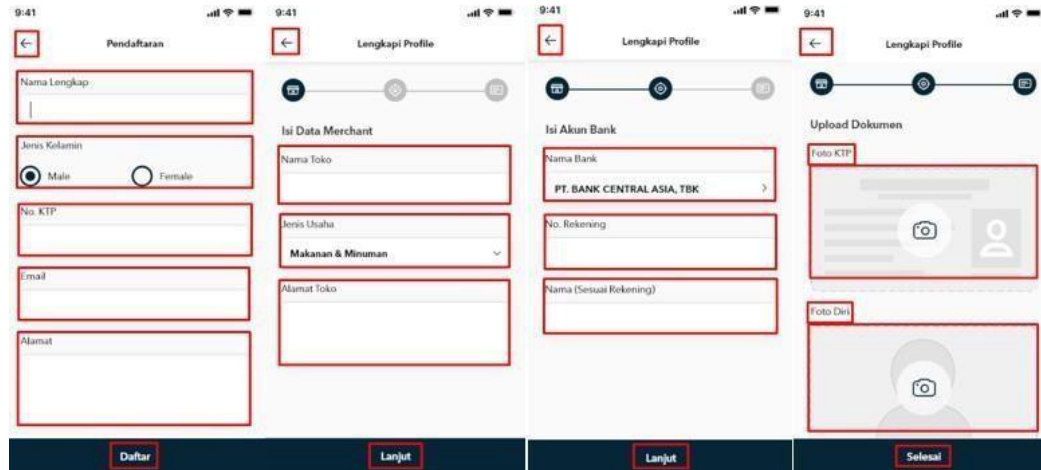 9:41
Pendaftaran
Nama Lengkap
Jenis Kelamin
Male Female
No. KTP
Email
Alamat
Daftar
9:41
Lengkapi Profile
Isi Data Merchant
Nama Toko
Jenis Usaha
Makanan & Minuman
Alamat Toko
Lanjut
9:41
Lengkapi Profile
Isi Akun Bank
Nama Bank
PT. BANK CENTRAL ASIA, TBK
No. Rekening
Nama (Sesuai Rekening)
Lanjut
9:41
Lengkapi Profile
Upload Dokumen
Foto KTP
Foto Diri
Selesai